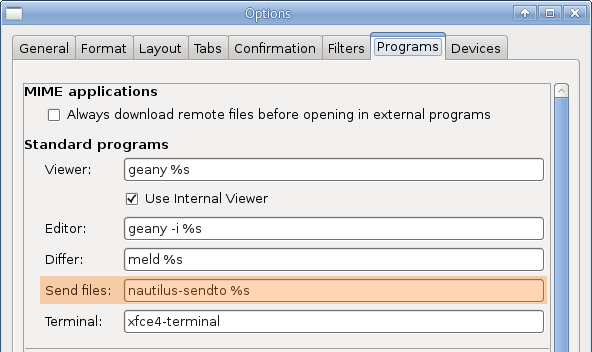 Options
General Format Layout Tabs Confirmation Filters Programs Devices
MIME applications
Always download remote files before opening in external programs
Standard programs
Viewer: geany %s
Use Internal Viewer
Editor: geany -i %s
Differ: meld %s
Send files: nautilus-sendto %s
Terminal: xfce4-terminal